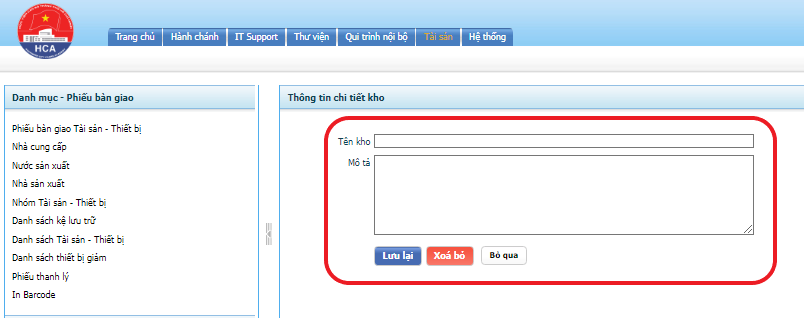 HCA
Trang chủ Hành chánh IT Support Thư viện Qui trình nội bộ Tài sản Hệ thống
Danh mục - Phiếu bàn giao
Phiếu bàn giao Tài sản - Thiết bị
Nhà cung cấp
Nước sản xuất
Nhà sản xuất
Nhóm Tài sản - Thiết bị
Danh sách kệ lưu trữ
Danh sách Tài sản - Thiết bị
Danh sách thiết bị giảm
Phiếu thanh lý
In Barcode
Thông tin chi tiết kho
Tên kho
Mô tả
Lưu lại Xoá bỏ Bỏ qua